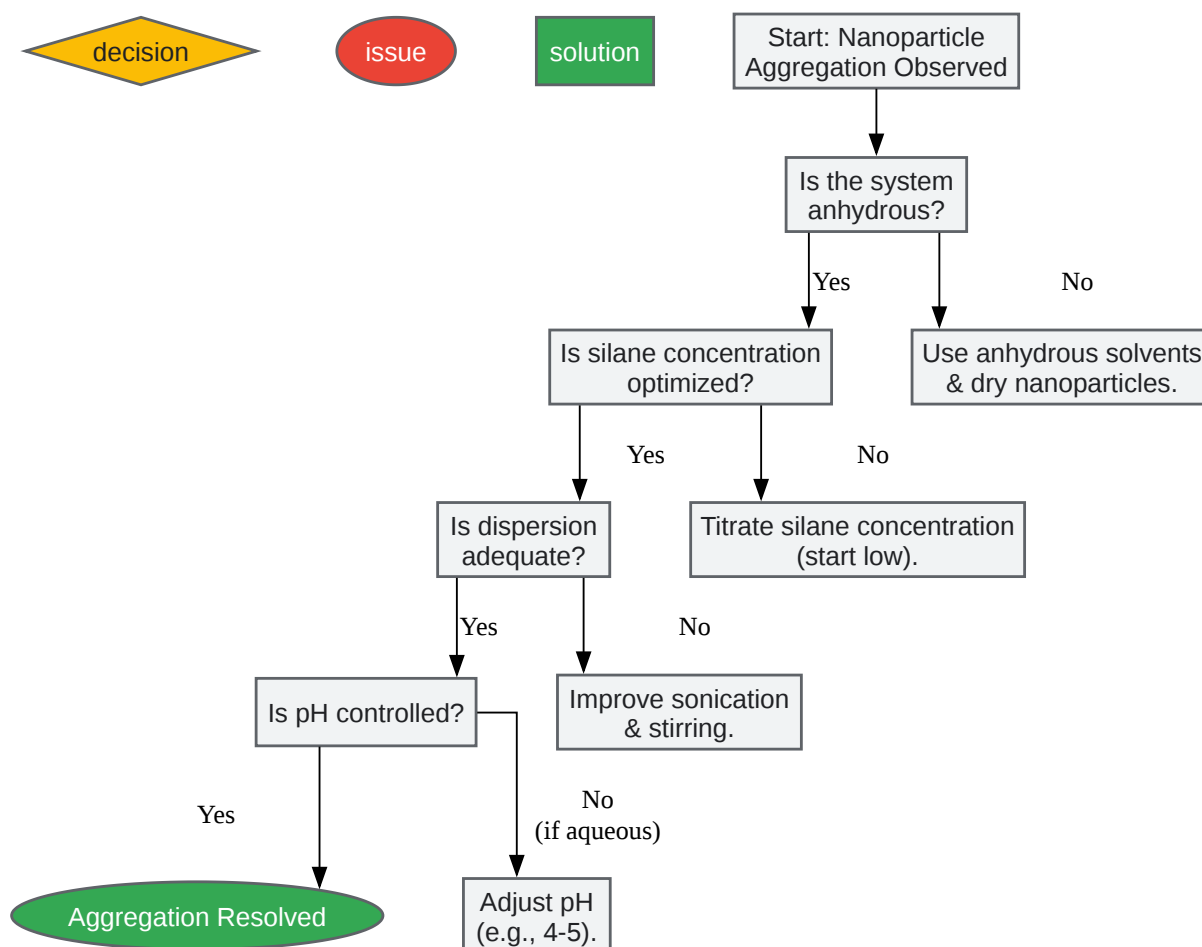 decision
issue
solution
Start: Nanoparticle
Aggregation Observed
Is the system
anhydrous?
Yes
No
Is silane concentration
optimized?
Use anhydrous solvents
& dry nanoparticles.
Yes
No
Is dispersion
adequate?
Titrate silane concentration
(start low).
Yes
No
Is pH controlled?
Improve sonication
& stirring.
Yes
No
(if aqueous)
Aggregation Resolved
Adjust pH
(e.g., 4-5).